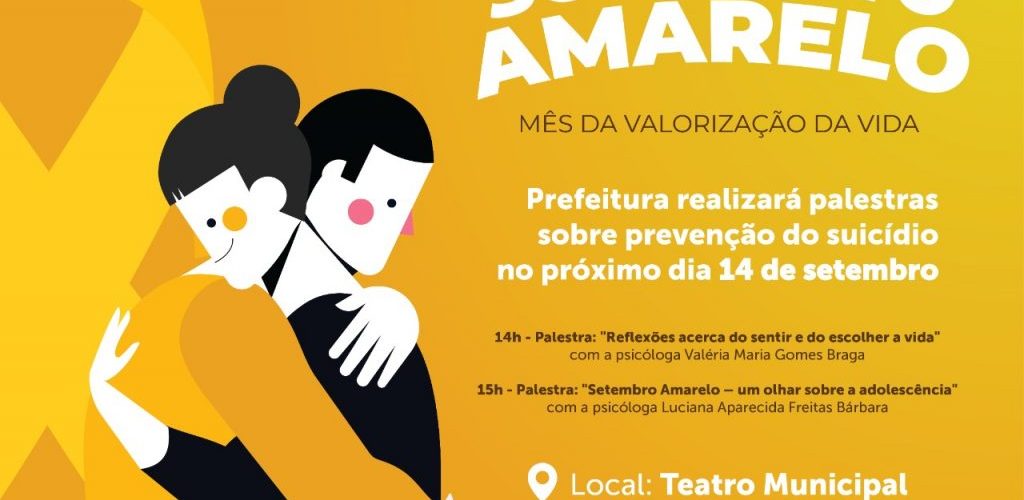 AMARELO
MÊS DA VALORIZAÇÃO DA VIDA
Prefeitura realizará palestras
sobre prevenção do suicídio
no próximo dia 14 de setembro
14h - Palestra: "Reflexões acerca do sentir e do escolher a vida"
com a psicóloga Valéria Maria Gomes Braga
15h - Palestra: "Setembro Amarelo – um olhar sobre a adolescência"
com a psicóloga Luciana Aparecida Freitas Bárbara
Local: Teatro Municipal